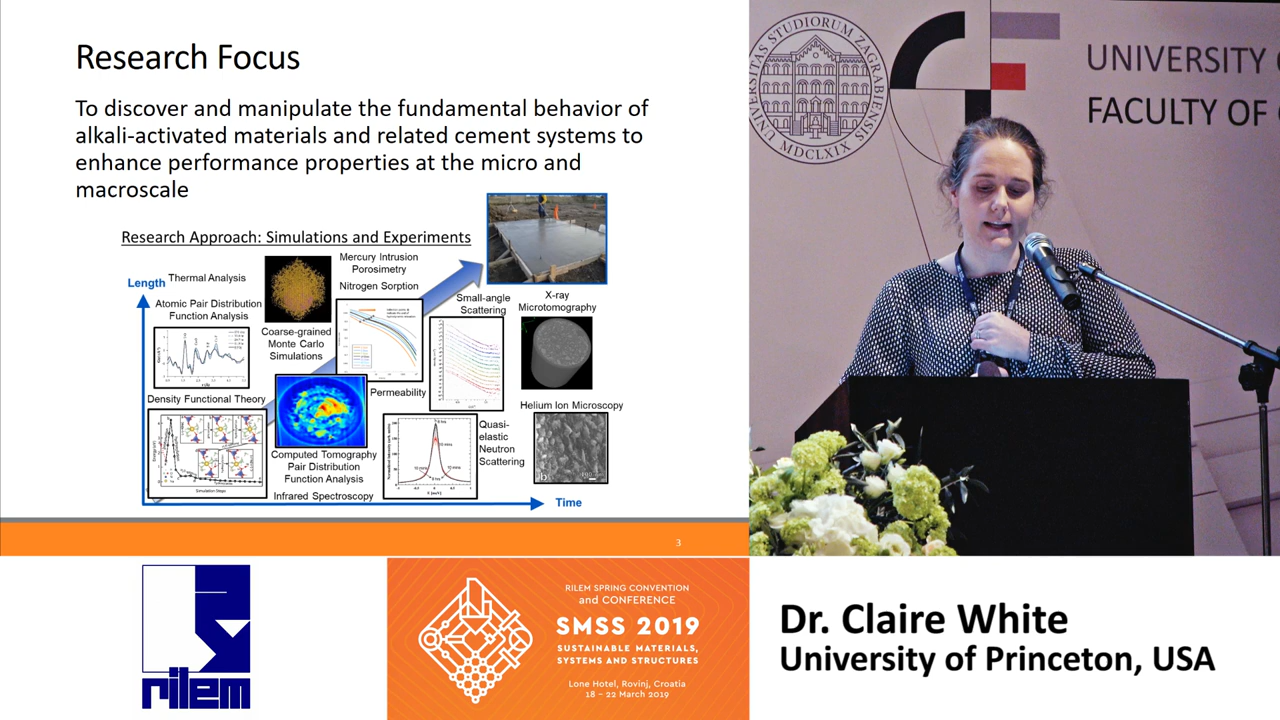 Research Focus
To discover and manipulate the fundamental behavior of
alkali-activated materials and related cement systems to
enhance performance properties at the micro and
macroscale
Research Approach: Simulations and Experiments
Length
Thermal Analysis
Atomic Pair Distribution
Function Analysis
Coarse-grained
Monte Carlo
Simulations
Mercury Intrusion
Porosimetry
Nitrogen Sorption
Small-angle
Scattering
X-ray
Microtomography
Density Functional Theory
Permeability
Helium Ion Microscopy
Computed Tomography
Pair Distribution
Function Analysis
Infrared Spectroscopy
Quasi-
elastic
Neutron
Scattering
Time
3
UNIVERSITAS STUDIORUM ZAGRABIENSIS MDCLXIX
UNIVERSITY
FACULTY OF
rilem
RILEM SPRING CONVENTION
and CONFERENCE
SMSS 2019
SUSTAINABLE MATERIALS,
SYSTEMS AND STRUCTURES
Lone Hotel, Rovinj, Croatia
18 – 22 March 2019
Dr. Claire White
University of Princeton, USA